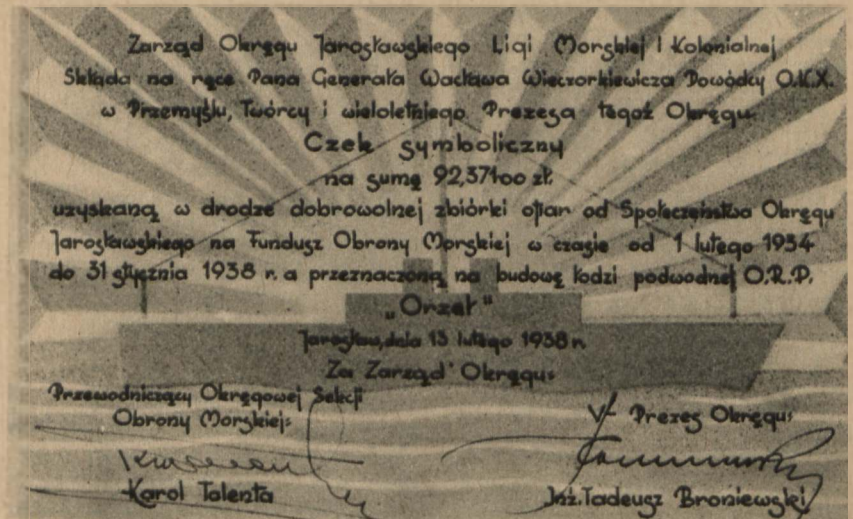 Zarząd Okręgu Jarosławskiego Ligi Morskiej i Kolonialnej
Składa na ręce Pana Generała Wacława Wieczorkiewicza Dowódcy O.K.X.
w Przemyślu, Twórcy i wieloletniego Prezesa tegoż Okręgu
Czek symboliczny
na sumę 92,371oo zł.
uzyskaną w drodze dobrowolnej zbiórki ofiar od Społeczeństwa Okręgu
Jarosławskiego na Fundusz Obrony Morskiej w czasie od 1 lutego 1934
do 31 stycznia 1938 r. a przeznaczoną na budowę łodzi podwodnej O.R.P.
„Orzeł"
Jarosław, dnia 13 lutego 1938 r.
Za Zarząd Okręgu:
Przewodniczący Okręgowej Sekcji
Obrony Morskiej:
V- Prezes Okręgu:
Karol Talenta
Inż. Tadeusz Broniewski